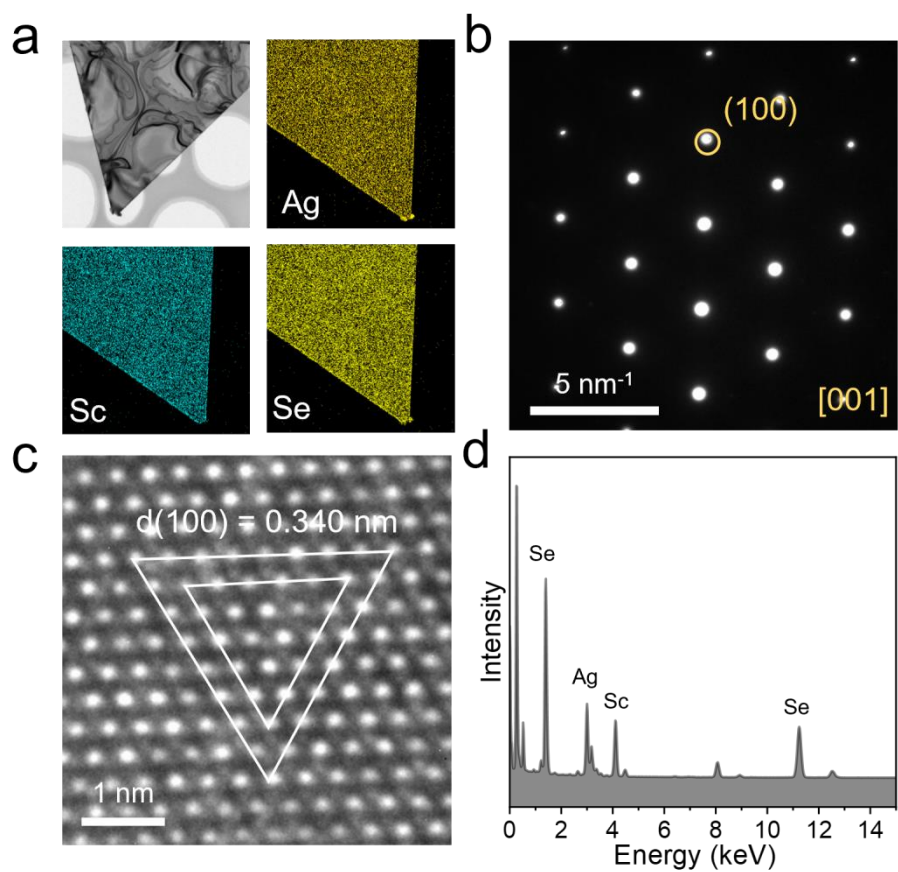 a
Ag
Sc
Se
b
(100)
5 nm⁻¹
[001]
c
d(100) = 0.340 nm
1 nm
d
Intensity
Se
Ag
Sc
Se
0 2 4 6 8 10 12 14
Energy (keV)